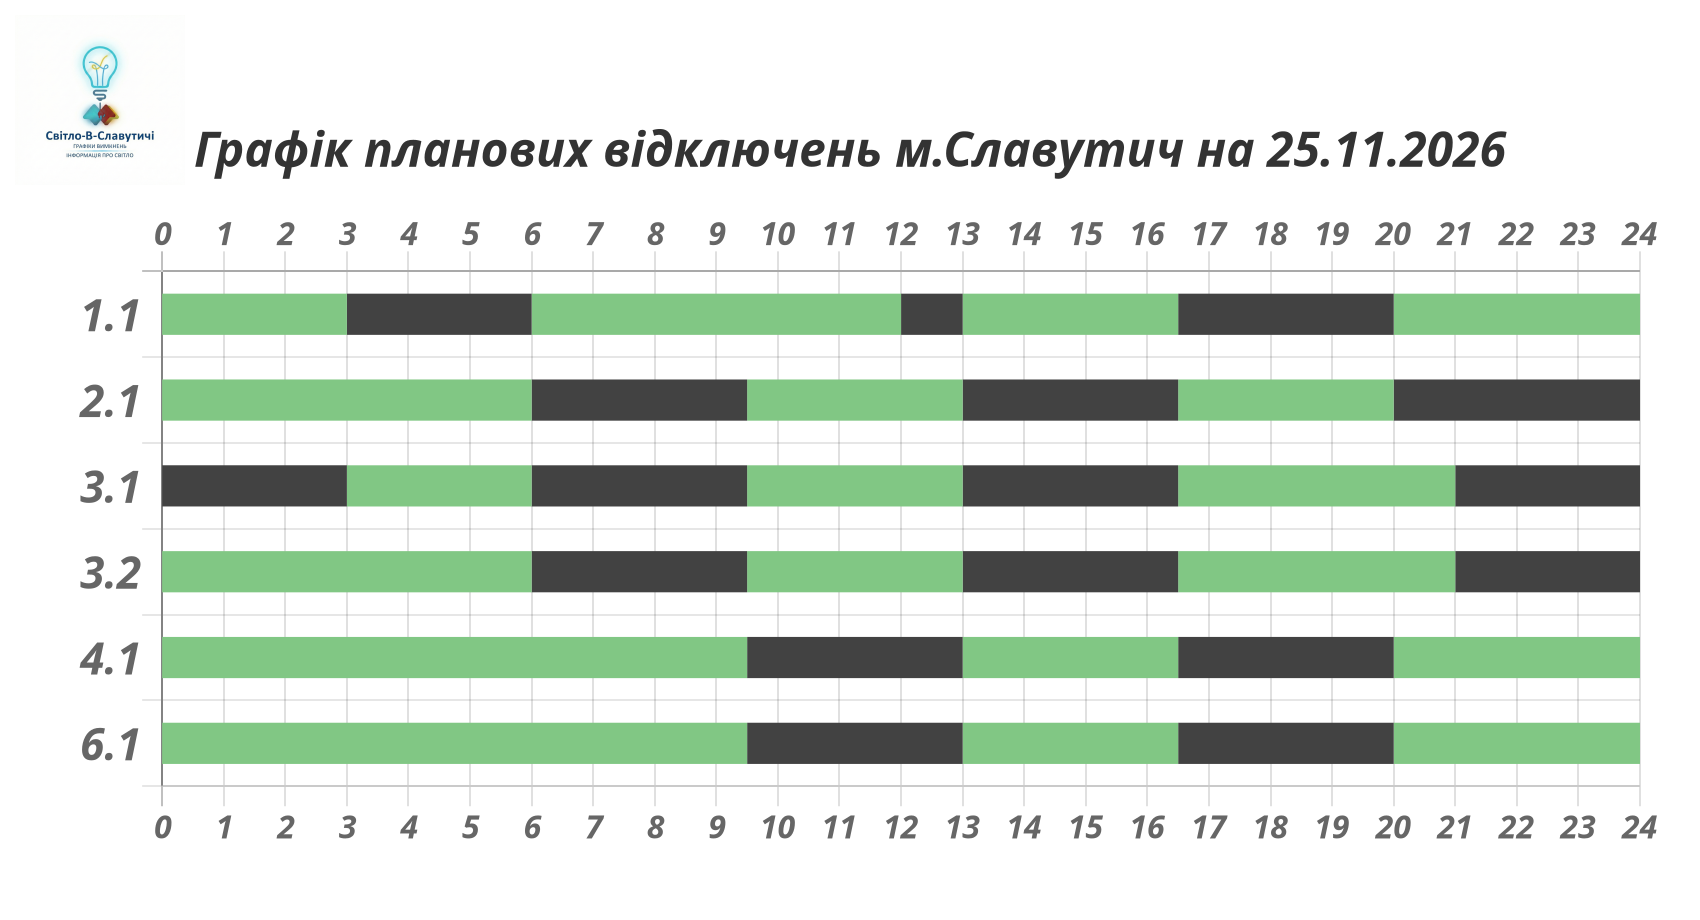 Світло-В-Славутичі
ГРАФІКИ ВИМКНЕНЬ
ІНФОРМАЦІЯ ПРО СВІТЛО
Графік планових відключень м.Славутич на 25.11.2026
0 1 2 3 4 5 6 7 8 9 10 11 12 13 14 15 16 17 18 19 20 21 22 23 24
1.1
2.1
3.1
3.2
4.1
6.1
0 1 2 3 4 5 6 7 8 9 10 11 12 13 14 15 16 17 18 19 20 21 22 23 24